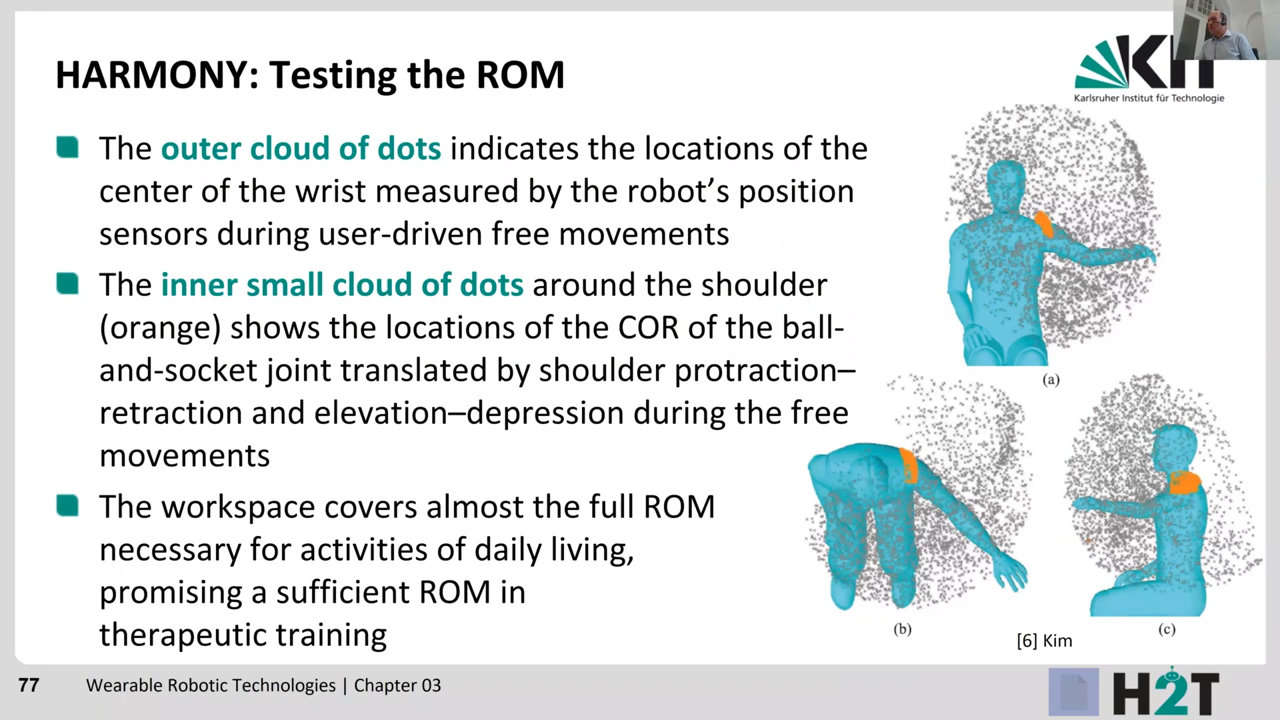 HARMONY: Testing the ROM
KIT
Karlsruher Institut für Technologie
The outer cloud of dots indicates the locations of the
center of the wrist measured by the robot’s position
sensors during user-driven free movements
The inner small cloud of dots around the shoulder
(orange) shows the locations of the COR of the ball-
and-socket joint translated by shoulder protraction–
retraction and elevation–depression during the free
movements
The workspace covers almost the full ROM
necessary for activities of daily living,
promising a sufficient ROM in
therapeutic training
(a)
(b)
(c)
[6] Kim
77 Wearable Robotic Technologies | Chapter 03
H2T